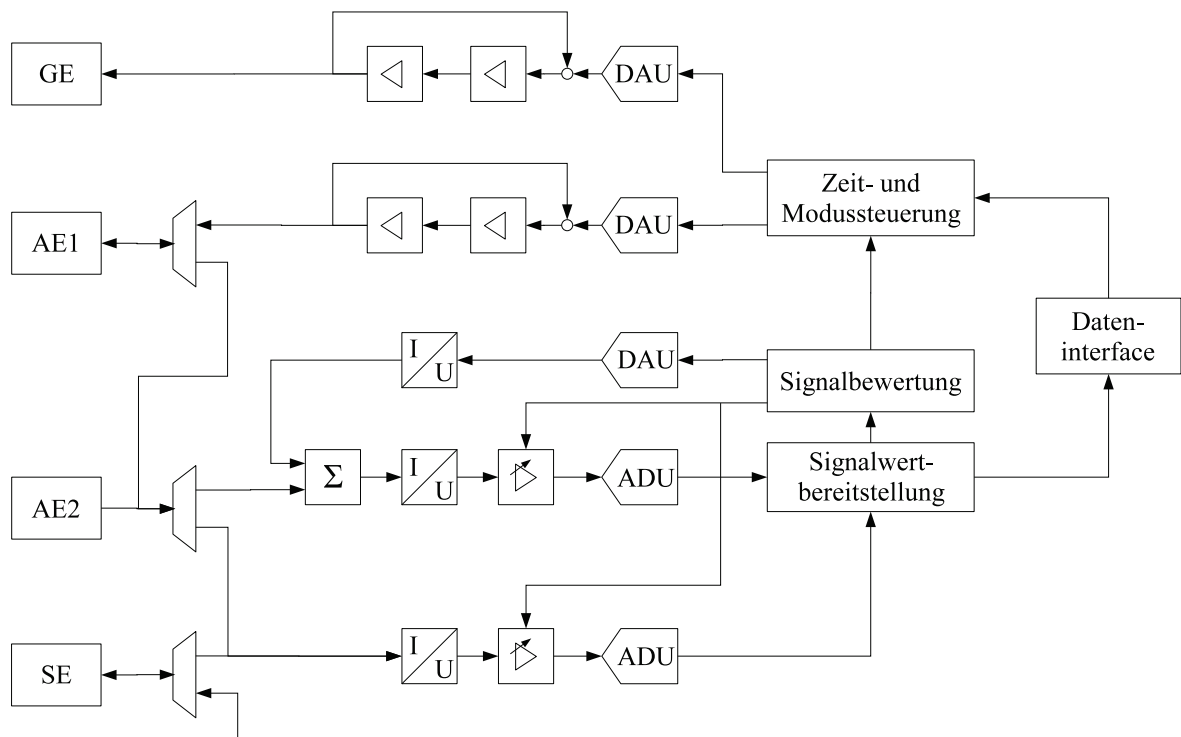 GE
DAU
Zeit- und
Modussteuerung
AE1
DAU
Daten-
interface
I
U
DAU
Signalbewertung
AE2
Σ
I
U
ADU
Signalwert-
bereitstellung
SE
I
U
ADU